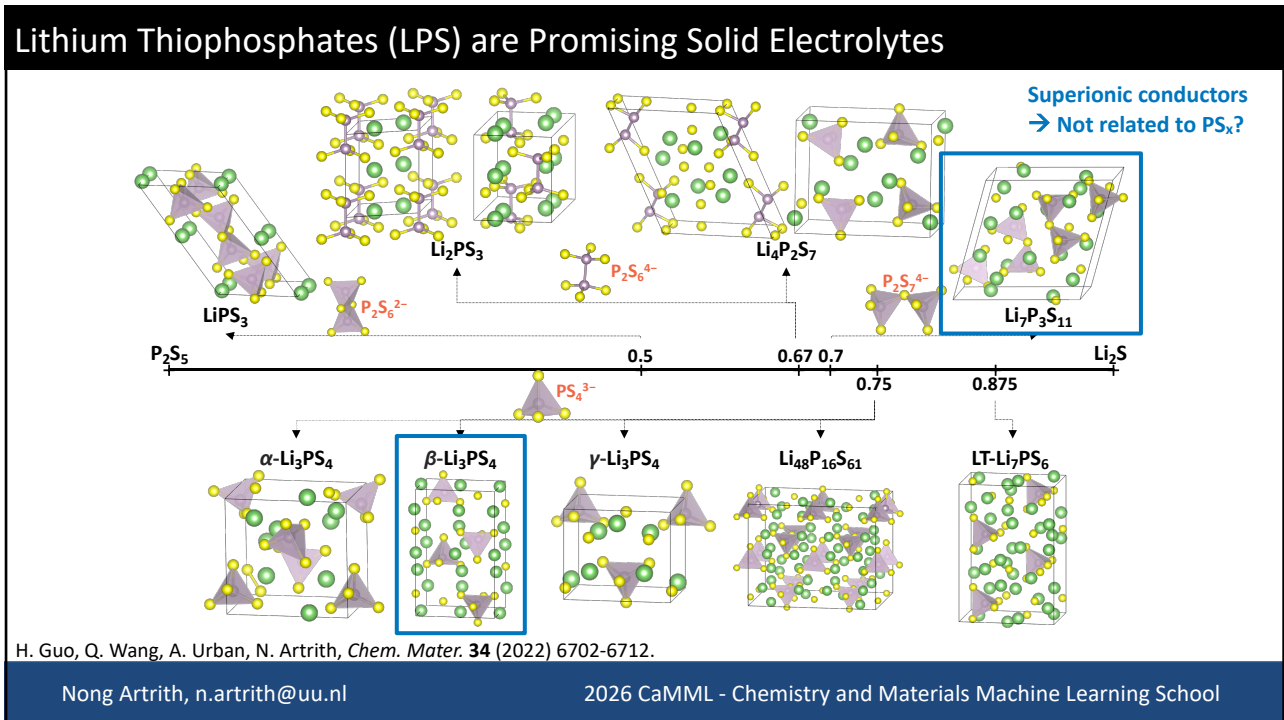 Lithium Thiophosphates (LPS) are Promising Solid Electrolytes
Superionic conductors
→ Not related to PSₓ?
Li₂PS₃
Li₄P₂S₇
P₂S₆⁴⁻
P₂S₇⁴⁻
P₂S₆²⁻
LiPS₃
Li₇P₃S₁₁
P₂S₅
0.5
0.67
0.7
Li₂S
0.75
0.875
PS₄³⁻
α-Li₃PS₄
β-Li₃PS₄
γ-Li₃PS₄
Li₄₈P₁₆S₆₁
LT-Li₇PS₆
H. Guo, Q. Wang, A. Urban, N. Artrith, Chem. Mater. 34 (2022) 6702-6712.
Nong Artrith, n.artrith@uu.nl
2026 CaMML - Chemistry and Materials Machine Learning School